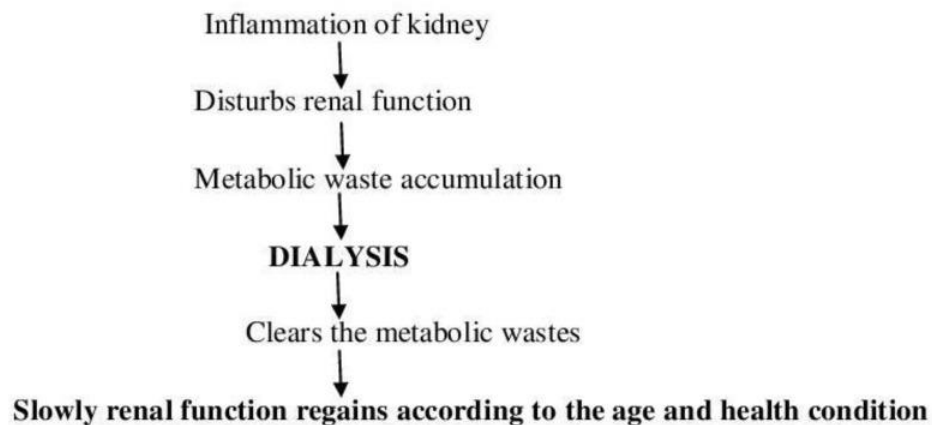 Inflammation of kidney
Disturbs renal function
Metabolic waste accumulation
DIALYSIS
Clears the metabolic wastes
Slowly renal function regains according to the age and health condition